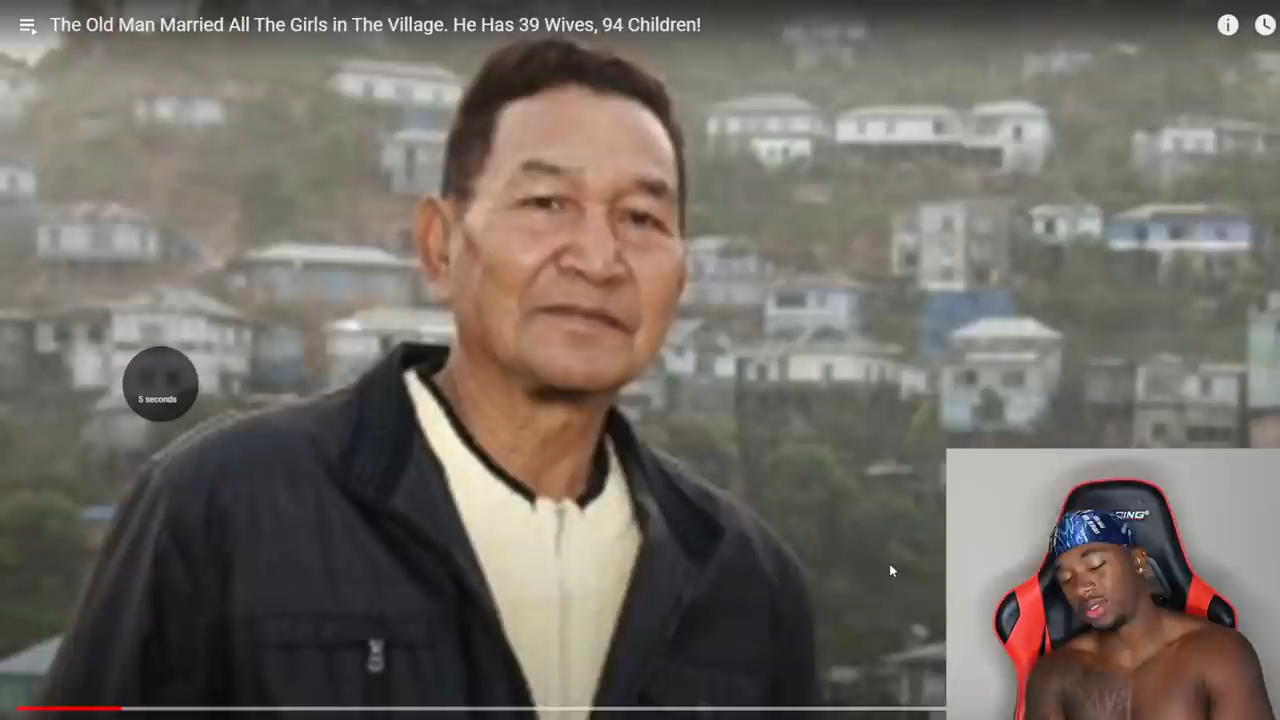 The Old Man Married All The Girls in The Village. He Has 39 Wives, 94 Children!
5 seconds